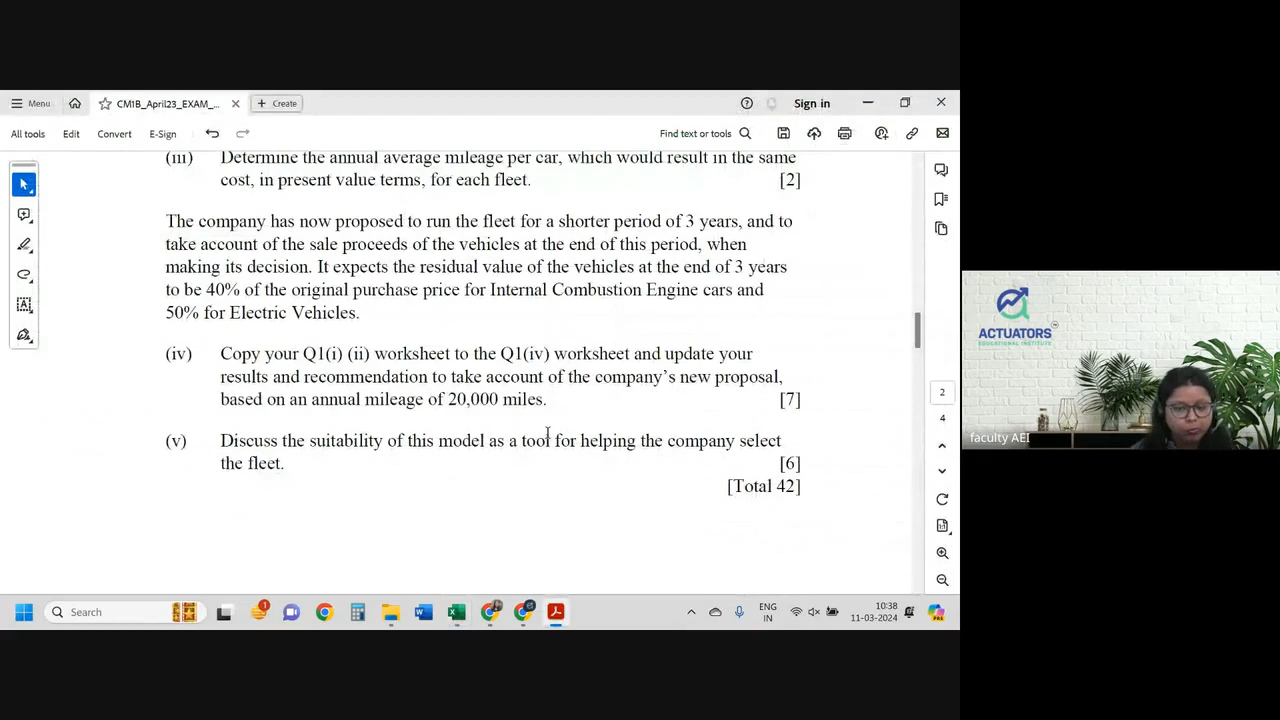 Menu
CM1B_April23_EXAM_...
Create
Sign in
All tools
Edit
Convert
E-Sign
Find text or tools
(iii) Determine the annual average mileage per car, which would result in the same
cost, in present value terms, for each fleet. [2]
The company has now proposed to run the fleet for a shorter period of 3 years, and to
take account of the sale proceeds of the vehicles at the end of this period, when
making its decision. It expects the residual value of the vehicles at the end of 3 years
to be 40% of the original purchase price for Internal Combustion Engine cars and
50% for Electric Vehicles.
(iv) Copy your Q1(i) (ii) worksheet to the Q1(iv) worksheet and update your
results and recommendation to take account of the company's new proposal,
based on an annual mileage of 20,000 miles. [7]
(v) Discuss the suitability of this model as a tool for helping the company select
the fleet. [6]
[Total 42]
2
4
ACTUATORS
EDUCATIONAL INSTITUTE
TM
faculty AEI
Search
1
ENG
IN
10:38
11-03-2024